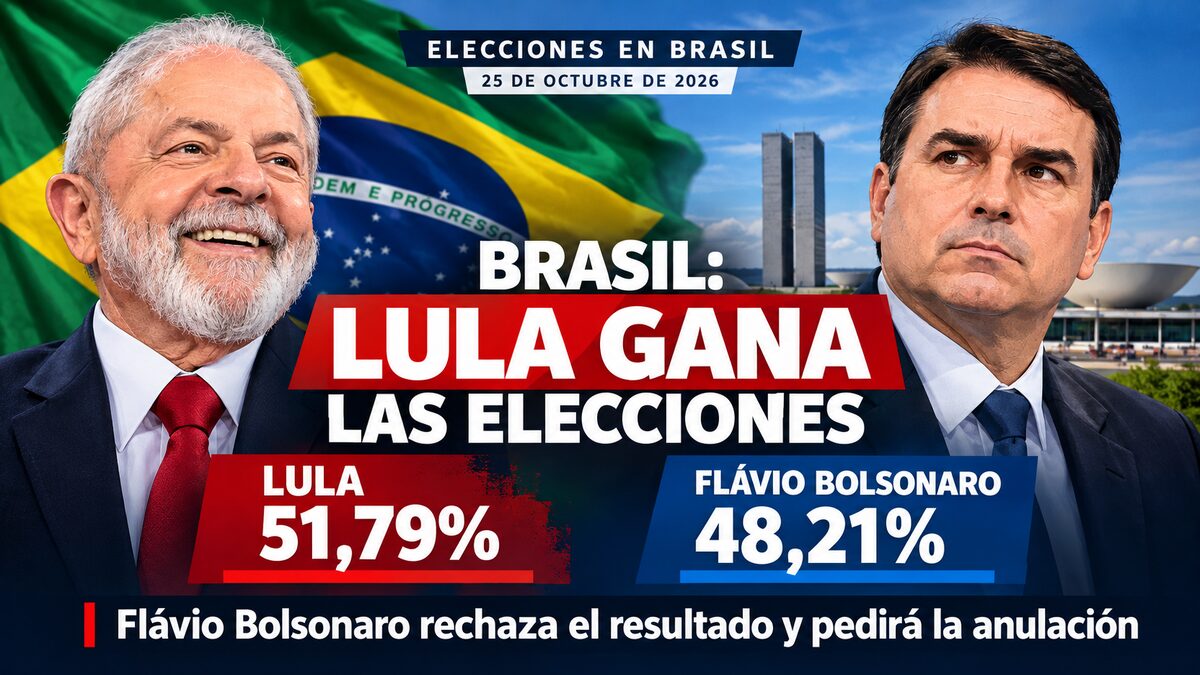 ELECCIONES EN BRASIL
25 DE OCTUBRE DE 2026
DEM E PROGRESSO
BRASIL:
LULA GANA
LAS ELECCIONES
LULA
51,79%
FLÁVIO BOLSONARO
48,21%
Flávio Bolsonaro rechaza el resultado y pedirá la anulación